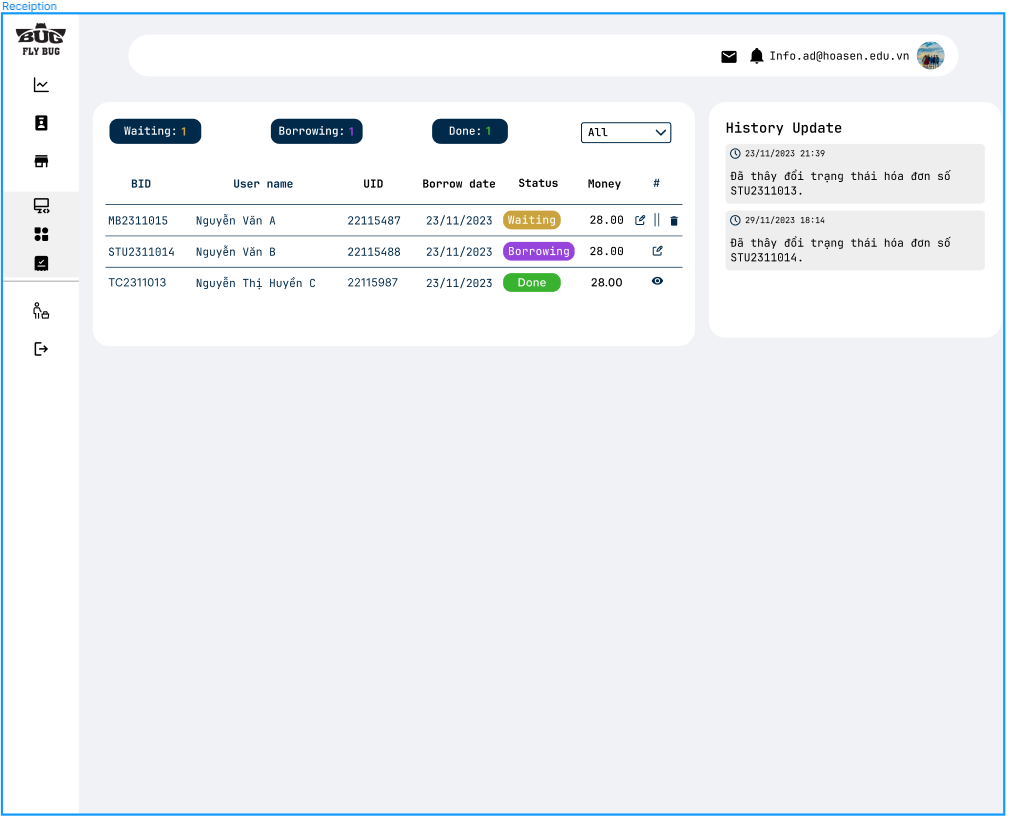 Receiption
BUG
FLY BUG
Info.ad@hoasen.edu.vn
Waiting: 1
Borrowing: 1
Done: 1
All
BID User name UID Borrow date Status Money #
MB2311015 Nguyễn Văn A 22115487 23/11/2023 Waiting 28.00
STU2311014 Nguyễn Văn B 22115488 23/11/2023 Borrowing 28.00
TC2311013 Nguyễn Thị Huyền C 22115987 23/11/2023 Done 28.00
History Update
23/11/2023 21:39
Đã thây đổi trạng thái hóa đơn số
STU2311013.
29/11/2023 18:14
Đã thây đổi trạng thái hóa đơn số
STU2311014.